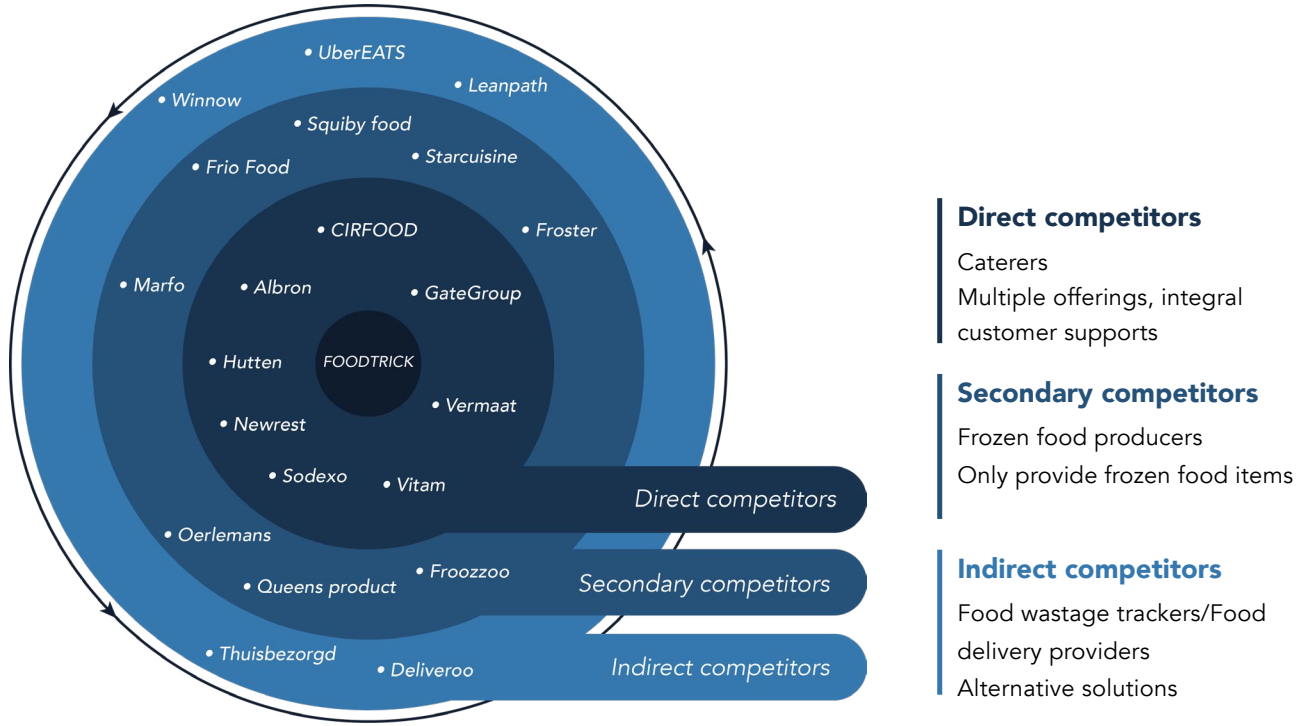 • UberEATS
• Leanpath
• Winnow
• Squiby food
• Starcuisine
• Frio Food
• CIRFOOD
• Froster
• Marfo
• Albron
• GateGroup
• Hutten
FOODTRICK
• Vermaat
• Newrest
• Sodexo
• Vitam
Direct competitors
• Oerlemans
• Froozzoo
• Queens product
Secondary competitors
• Thuisbezorgd
• Deliveroo
Indirect competitors
Direct competitors
Caterers
Multiple offerings, integral
customer supports
Secondary competitors
Frozen food producers
Only provide frozen food items
Indirect competitors
Food wastage trackers/Food
delivery providers
Alternative solutions